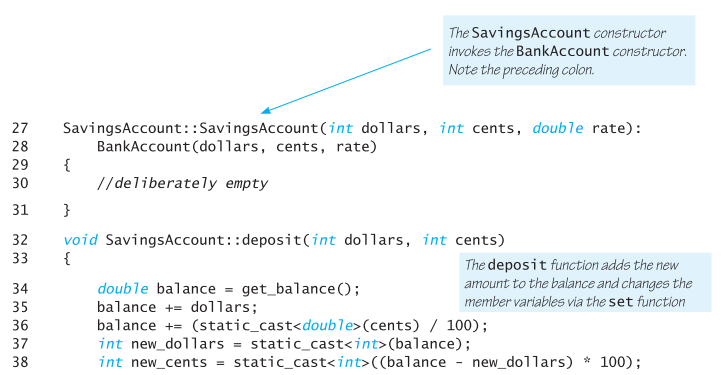 The SavingsAccount constructor
invokes the BankAccount constructor.
Note the preceding colon.
27 SavingsAccount::SavingsAccount(int dollars, int cents, double rate):
28 BankAccount(dollars, cents, rate)
29 {
30 //deliberately empty
31 }
32 void SavingsAccount::deposit(int dollars, int cents)
33 {
The deposit function adds the new
amount to the balance and changes the
member variables via the set function
34 double balance = get_balance();
35 balance += dollars;
36 balance += (static_cast<double>(cents) / 100);
37 int new_dollars = static_cast<int>(balance);
38 int new_cents = static_cast<int>((balance - new_dollars) * 100);